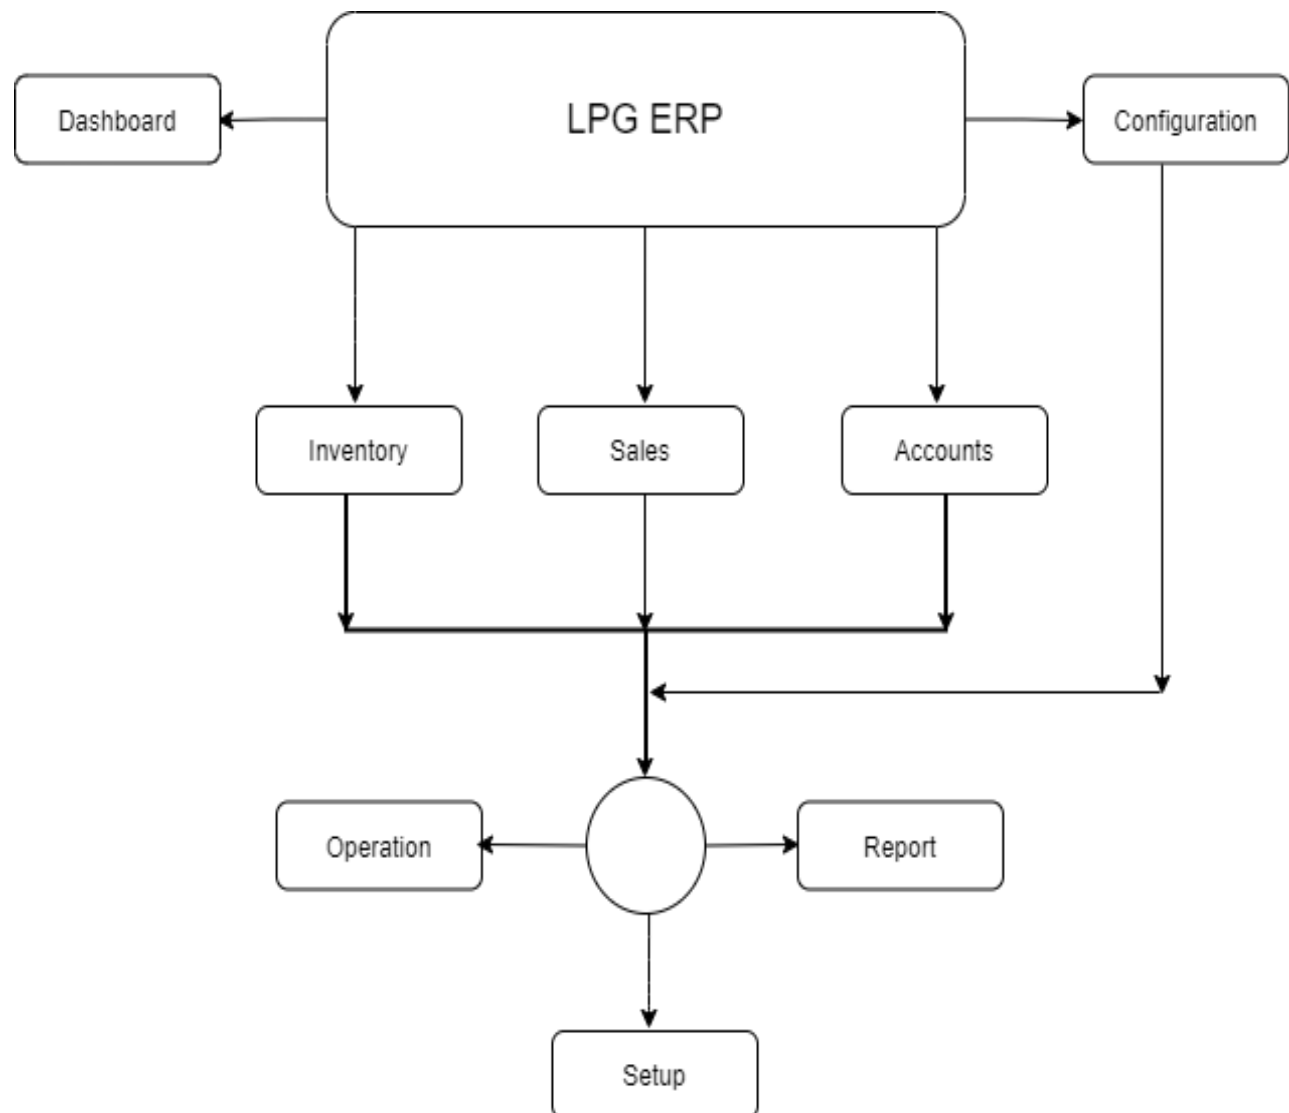 LPG ERP
Dashboard
Configuration
Inventory
Sales
Accounts
Operation
Report
Setup